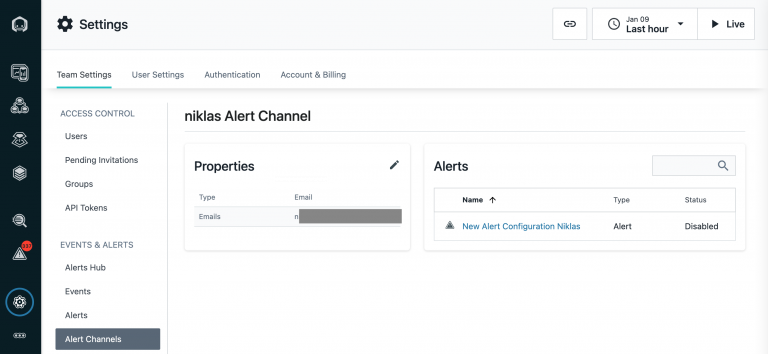 Settings
Jan 09
Last hour
Live
Team Settings
User Settings
Authentication
Account & Billing
ACCESS CONTROL
Users
Pending Invitations
Groups
API Tokens
EVENTS & ALERTS
Alerts Hub
Events
Alerts
Alert Channels
niklas Alert Channel
Properties
Type Email
Emails n
Alerts
Name Type Status
New Alert Configuration Niklas Alert Disabled